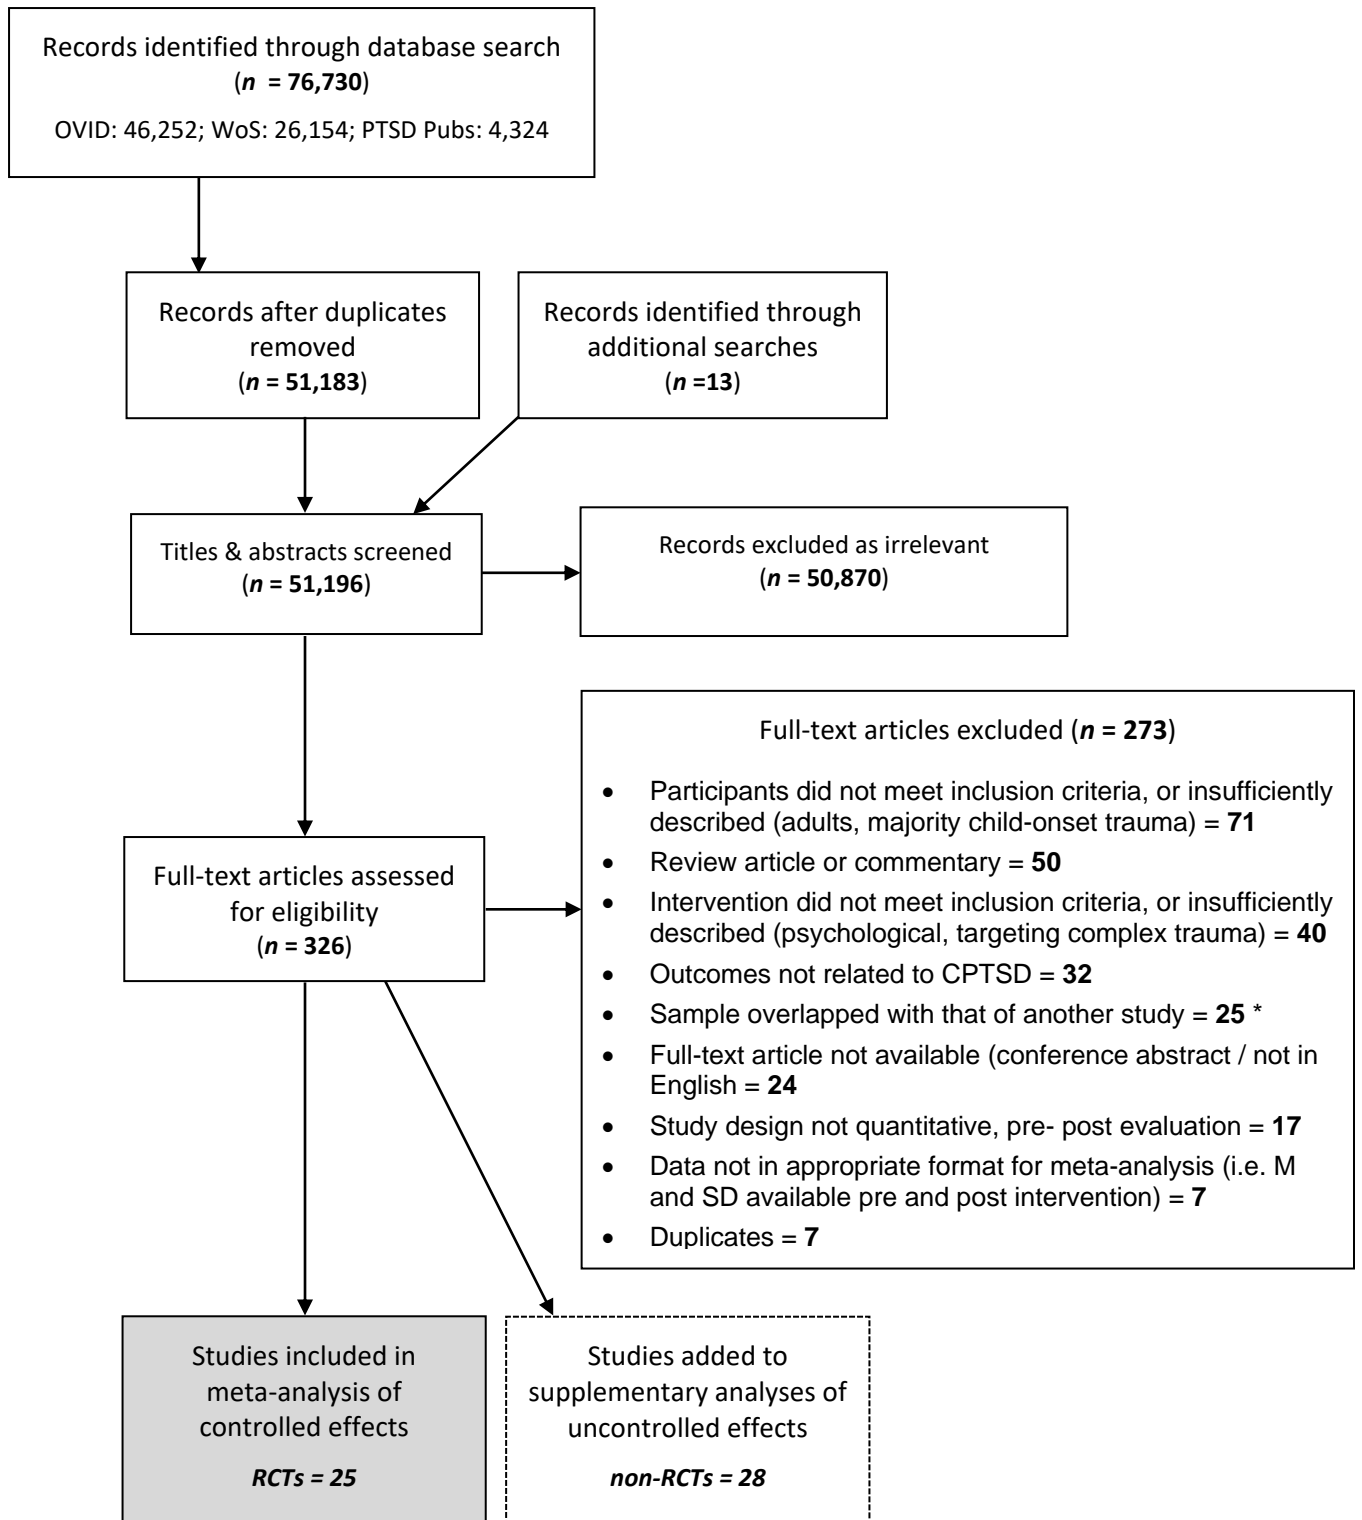 Records identified through database search
(n = 76,730)
OVID: 46,252; WoS: 26,154; PTSD Pubs: 4,324
Records after duplicates
removed
(n = 51,183)
Records identified through
additional searches
(n =13)
Titles & abstracts screened
(n = 51,196)
Records excluded as irrelevant
(n = 50,870)
Full-text articles assessed
for eligibility
(n = 326)
Full-text articles excluded (n = 273)
• Participants did not meet inclusion criteria, or insufficiently
described (adults, majority child-onset trauma) = 71
• Review article or commentary = 50
• Intervention did not meet inclusion criteria, or insufficiently
described (psychological, targeting complex trauma) = 40
• Outcomes not related to CPTSD = 32
• Sample overlapped with that of another study = 25 *
• Full-text article not available (conference abstract / not in
English = 24
• Study design not quantitative, pre- post evaluation = 17
• Data not in appropriate format for meta-analysis (i.e. M
and SD available pre and post intervention) = 7
• Duplicates = 7
Studies included in
meta-analysis of
controlled effects
RCTs = 25
Studies added to
supplementary analyses of
uncontrolled effects
non-RCTs = 28